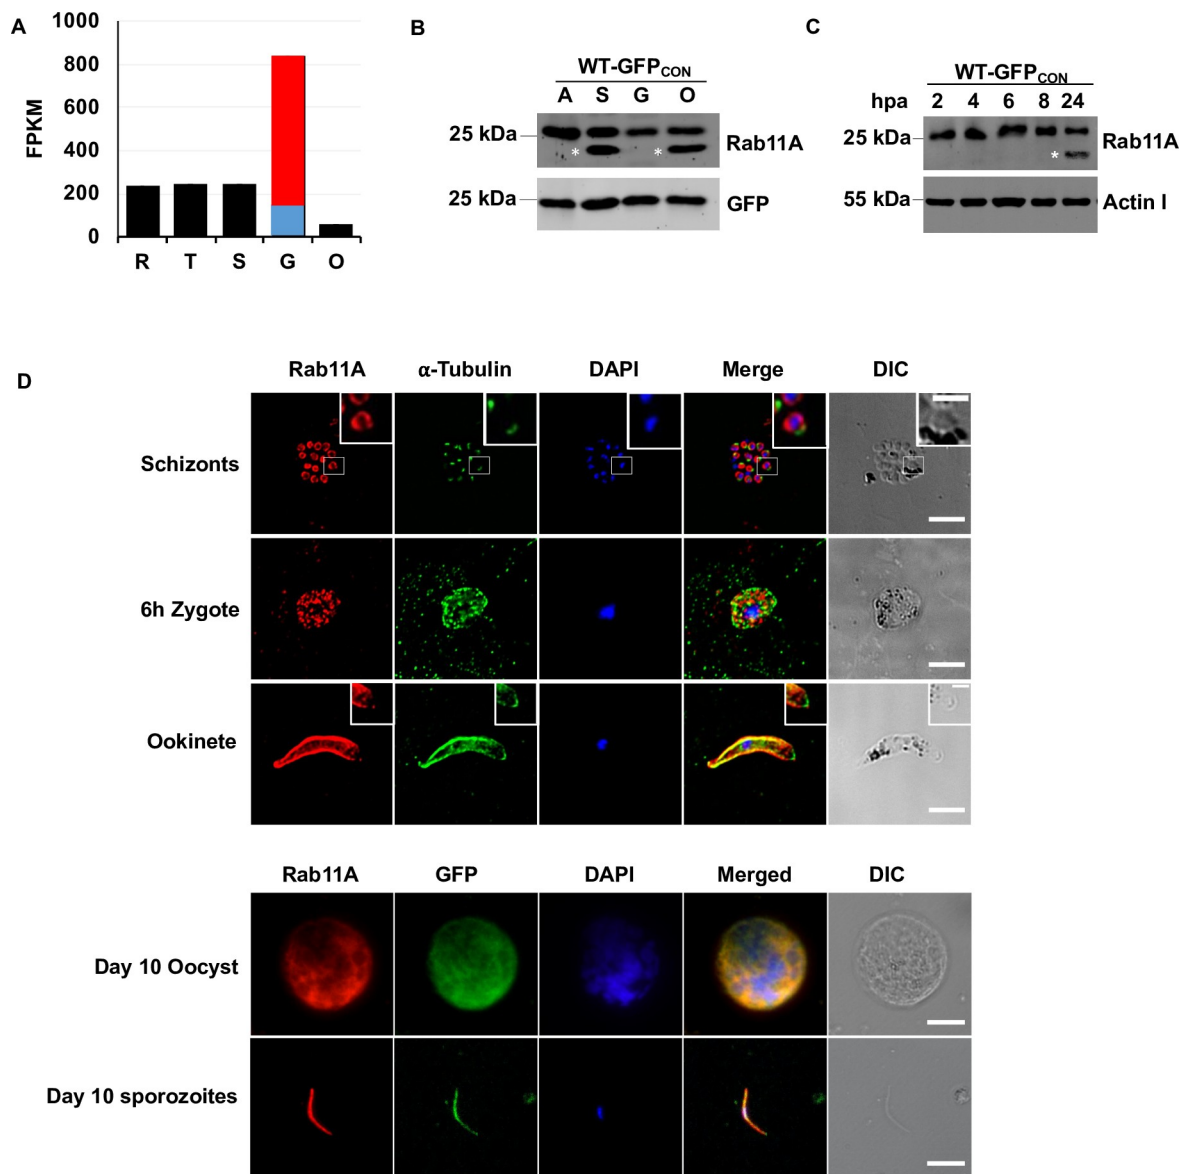 A
FPKM
1000
800
600
400
200
0
R T S G O
B
WT-GFPCON
A S G O
25 kDa
Rab11A
*
*
25 kDa
GFP
C
WT-GFPCON
hpa 2 4 6 8 24
25 kDa
Rab11A
*
55 kDa
Actin I
D
Rab11A α-Tubulin DAPI Merge DIC
Schizonts
6h Zygote
Ookinete
Rab11A GFP DAPI Merged DIC
Day 10 Oocyst
Day 10 sporozoites